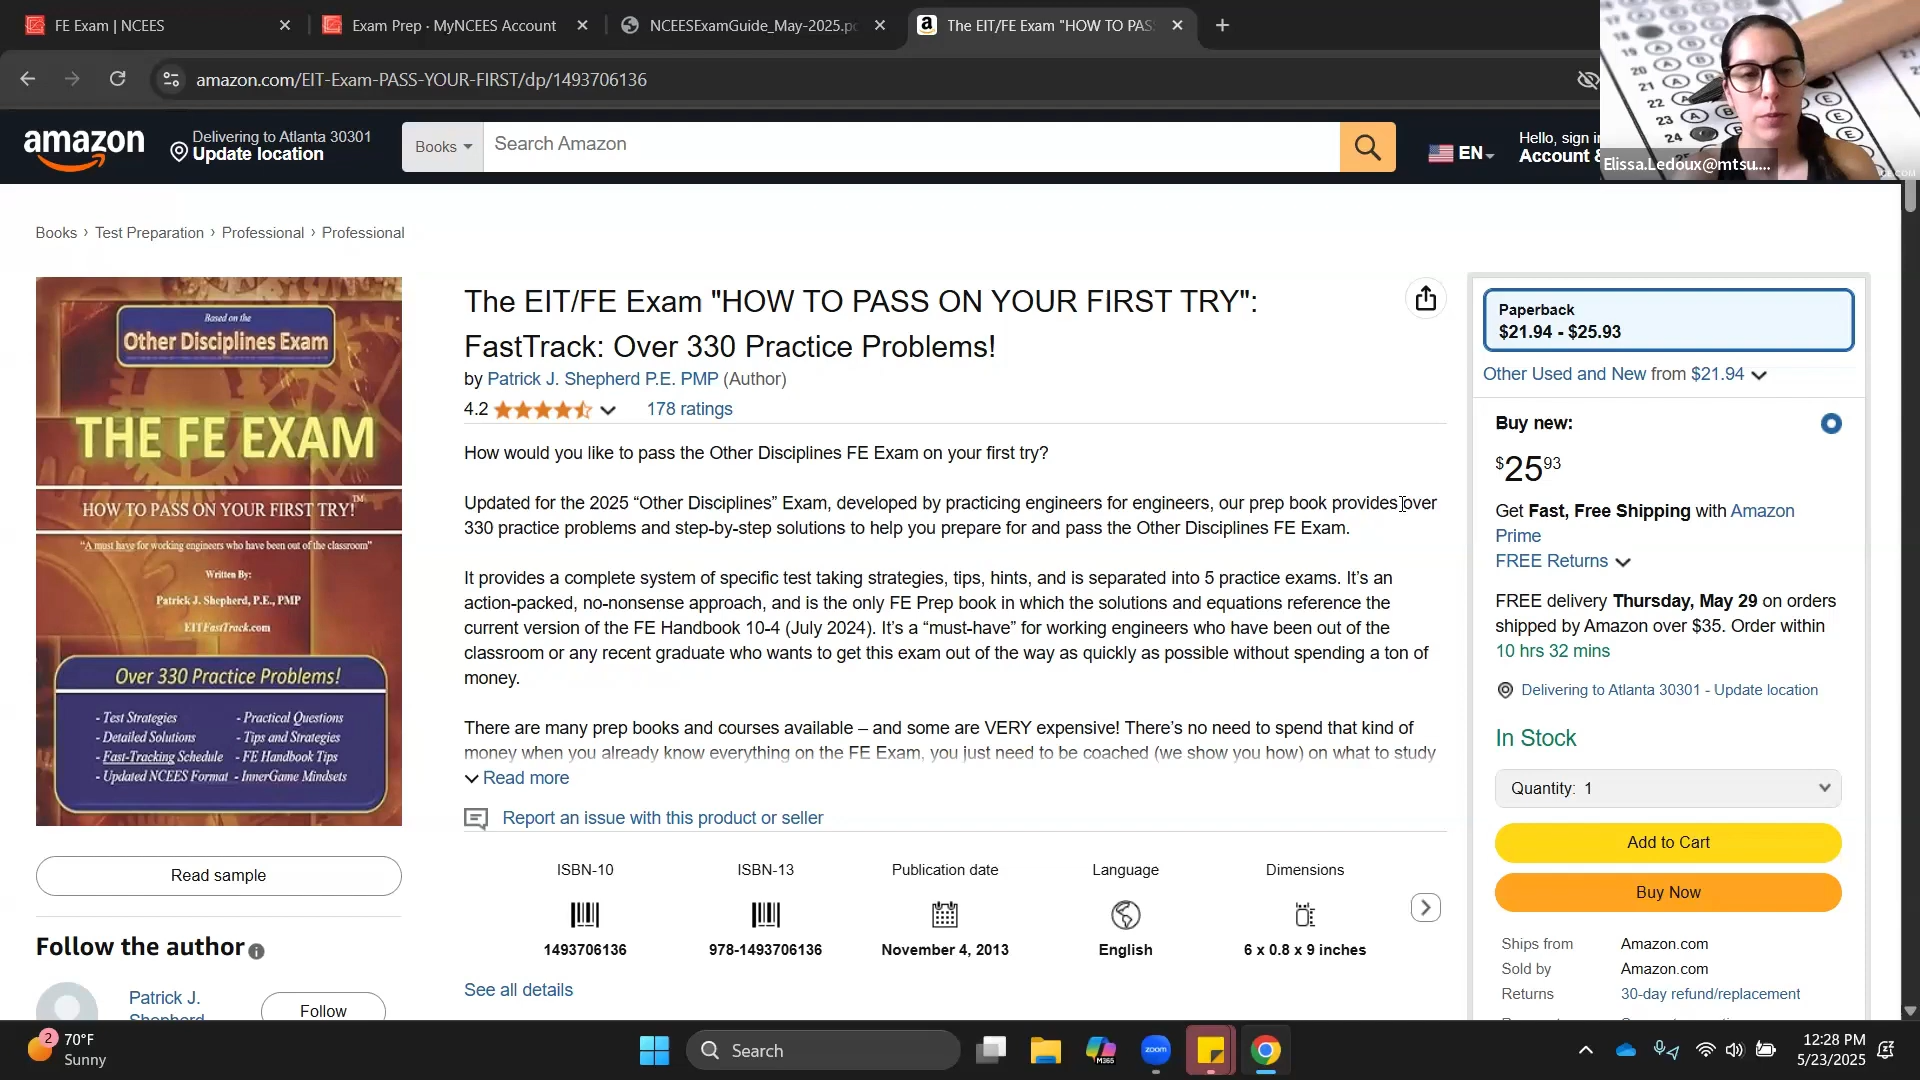 FE Exam | NCEES
Exam Prep · MyNCEES Account
NCEESExamGuide_May-2025.pd
The EIT/FE Exam "HOW TO PAS
amazon.com/EIT-Exam-PASS-YOUR-FIRST/dp/1493706136
amazon
Delivering to Atlanta 30301
Update location
Books
Search Amazon
EN
Hello, sign in
Account &
Elissa.Ledoux@mtsu....
Books › Test Preparation › Professional › Professional
Based on the
Other Disciplines Exam
THE FE EXAM
HOW TO PASS ON YOUR FIRST TRY!™
"A must have for working engineers who have been out of the classroom"
Written By:
Patrick J. Shepherd, P.E., PMP
EITFastTrack.com
Over 330 Practice Problems!
- Test Strategies
- Practical Questions
- Detailed Solutions
- Tips and Strategies
- Fast-Tracking Schedule
- FE Handbook Tips
- Updated NCEES Format
- InnerGame Mindsets
Read sample
Follow the author
Patrick J.
Shepherd
Follow
The EIT/FE Exam "HOW TO PASS ON YOUR FIRST TRY":
FastTrack: Over 330 Practice Problems!
by Patrick J. Shepherd P.E. PMP (Author)
4.2
178 ratings
How would you like to pass the Other Disciplines FE Exam on your first try?
Updated for the 2025 “Other Disciplines” Exam, developed by practicing engineers for engineers, our prep book provides over
330 practice problems and step-by-step solutions to help you prepare for and pass the Other Disciplines FE Exam.
It provides a complete system of specific test taking strategies, tips, hints, and is separated into 5 practice exams. It’s an
action-packed, no-nonsense approach, and is the only FE Prep book in which the solutions and equations reference the
current version of the FE Handbook 10-4 (July 2024). It’s a “must-have” for working engineers who have been out of the
classroom or any recent graduate who wants to get this exam out of the way as quickly as possible without spending a ton of
money.
There are many prep books and courses available – and some are VERY expensive! There’s no need to spend that kind of
money when you already know everything on the FE Exam, you just need to be coached (we show you how) on what to study
Read more
Report an issue with this product or seller
ISBN-10
ISBN-13
Publication date
Language
Dimensions
1493706136
978-1493706136
November 4, 2013
English
6 x 0.8 x 9 inches
See all details
Paperback
$21.94 - $25.93
Other Used and New from $21.94
Buy new:
$25.93
Get Fast, Free Shipping with Amazon
Prime
FREE Returns
FREE delivery Thursday, May 29 on orders
shipped by Amazon over $35. Order within
10 hrs 32 mins
Delivering to Atlanta 30301 - Update location
In Stock
Quantity: 1
Add to Cart
Buy Now
Ships from Amazon.com
Sold by Amazon.com
Returns 30-day refund/replacement
2
70°F
Sunny
Search
M365
zoom
12:28 PM
5/23/2025